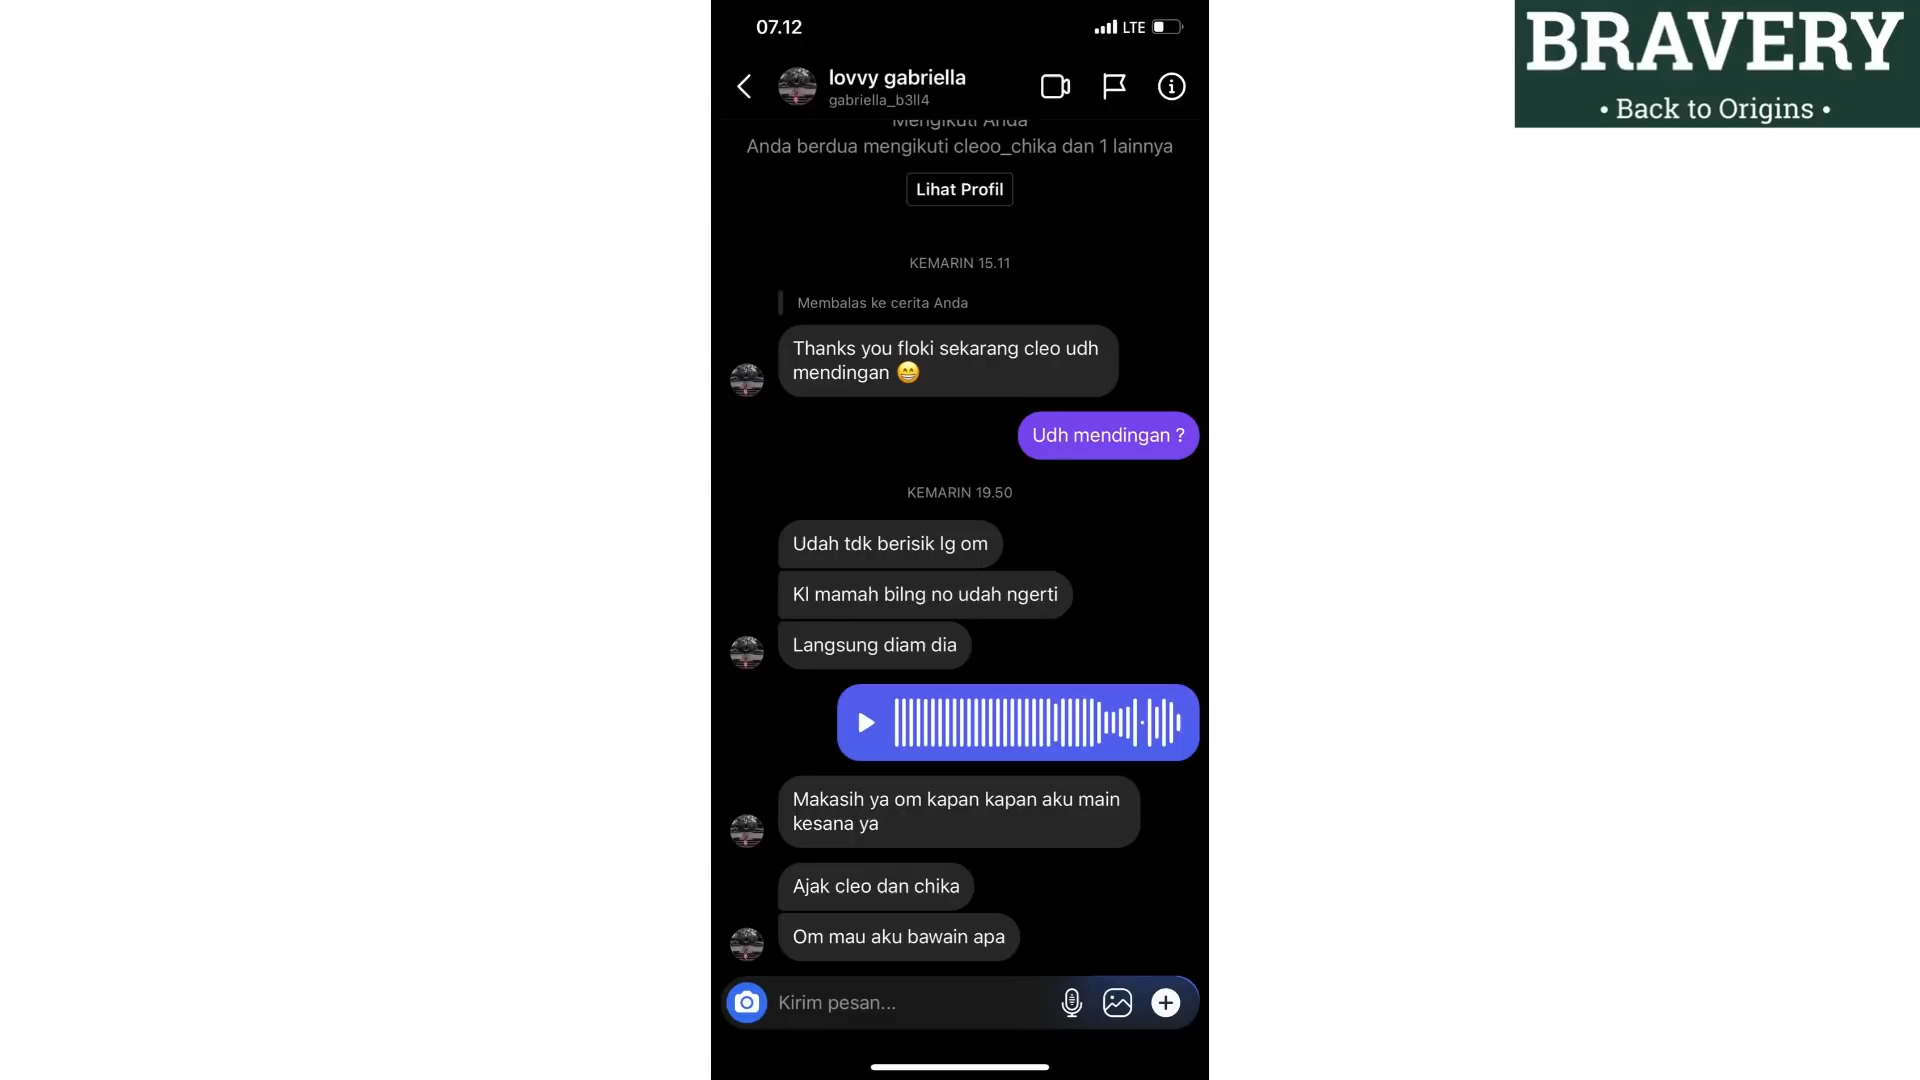 07.12
LTE
BRAVERY
• Back to Origins •
lovvy gabriella
gabriella_b3ll4
Mengikuti Anda
Anda berdua mengikuti cleoo_chika dan 1 lainnya
Lihat Profil
KEMARIN 15.11
Membalas ke cerita Anda
Thanks you floki sekarang cleo udh
mendingan 😁
Udh mendingan ?
KEMARIN 19.50
Udah tdk berisik lg om
Kl mamah bilng no udah ngerti
Langsung diam dia
Makasih ya om kapan kapan aku main
kesana ya
Ajak cleo dan chika
Om mau aku bawain apa
Kirim pesan...